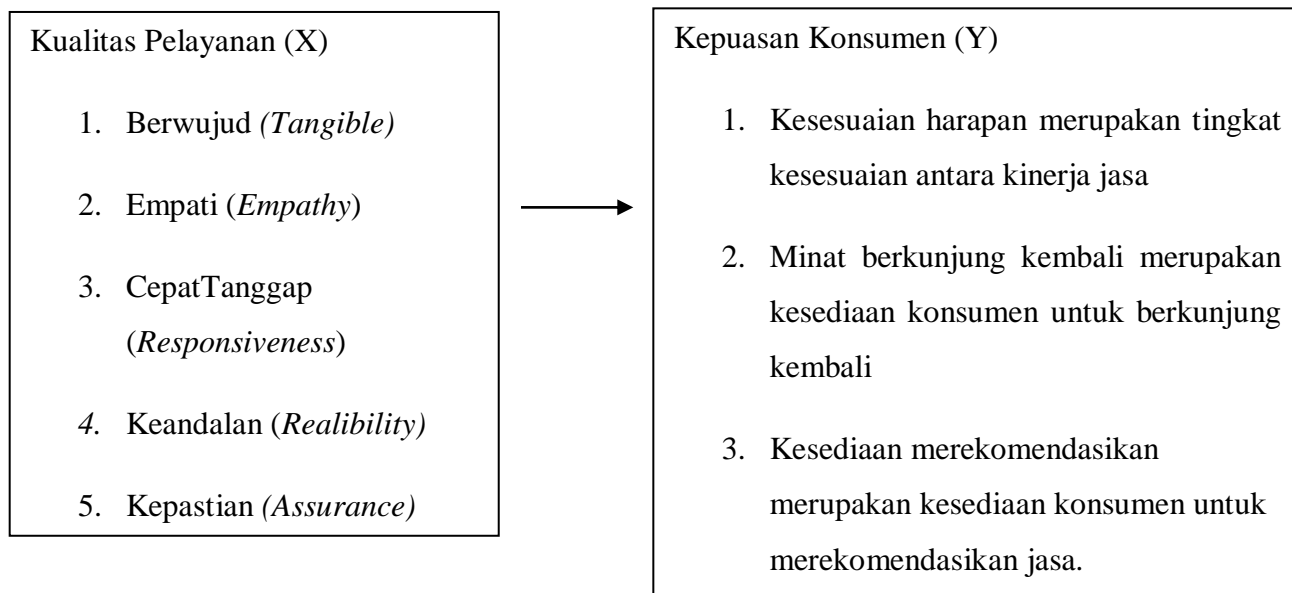 Kualitas Pelayanan (X)
1. Berwujud (Tangible)
2. Empati (Empathy)
3. CepatTanggap
(Responsiveness)
4. Keandalan (Realibility)
5. Kepastian (Assurance)
Kepuasan Konsumen (Y)
1. Kesesuaian harapan merupakan tingkat
kesesuaian antara kinerja jasa
2. Minat berkunjung kembali merupakan
kesediaan konsumen untuk berkunjung
kembali
3. Kesediaan merekomendasikan
merupakan kesediaan konsumen untuk
merekomendasikan jasa.